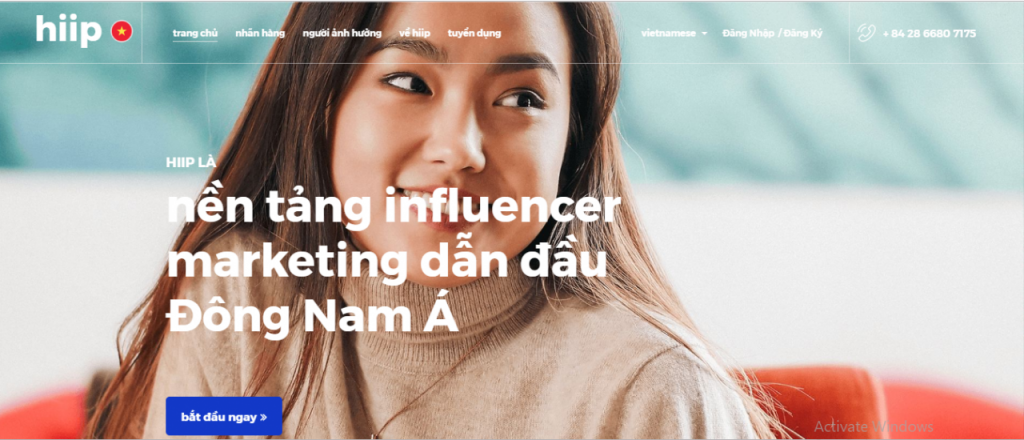 hiip
trang chủ nhãn hàng người ảnh hưởng về hiip tuyển dụng vietnamese Đăng Nhập / Đăng Ký + 84 28 6680 7175
HIIP LÀ
nền tảng influencer
marketing dẫn đầu
Đông Nam Á
bắt đầu ngay »
Activate Windows